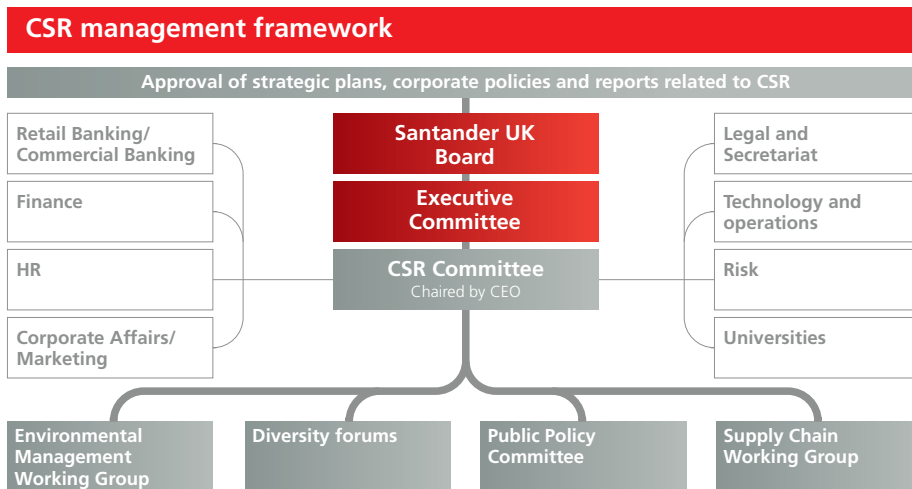 CSR management framework
Approval of strategic plans, corporate policies and reports related to CSR
Retail Banking/
Commercial Banking
Finance
HR
Corporate Affairs/
Marketing
Santander UK
Board
Executive
Committee
CSR Committee
Chaired by CEO
Legal and
Secretariat
Technology and
operations
Risk
Universities
Environmental
Management
Working Group
Diversity forums
Public Policy
Committee
Supply Chain
Working Group